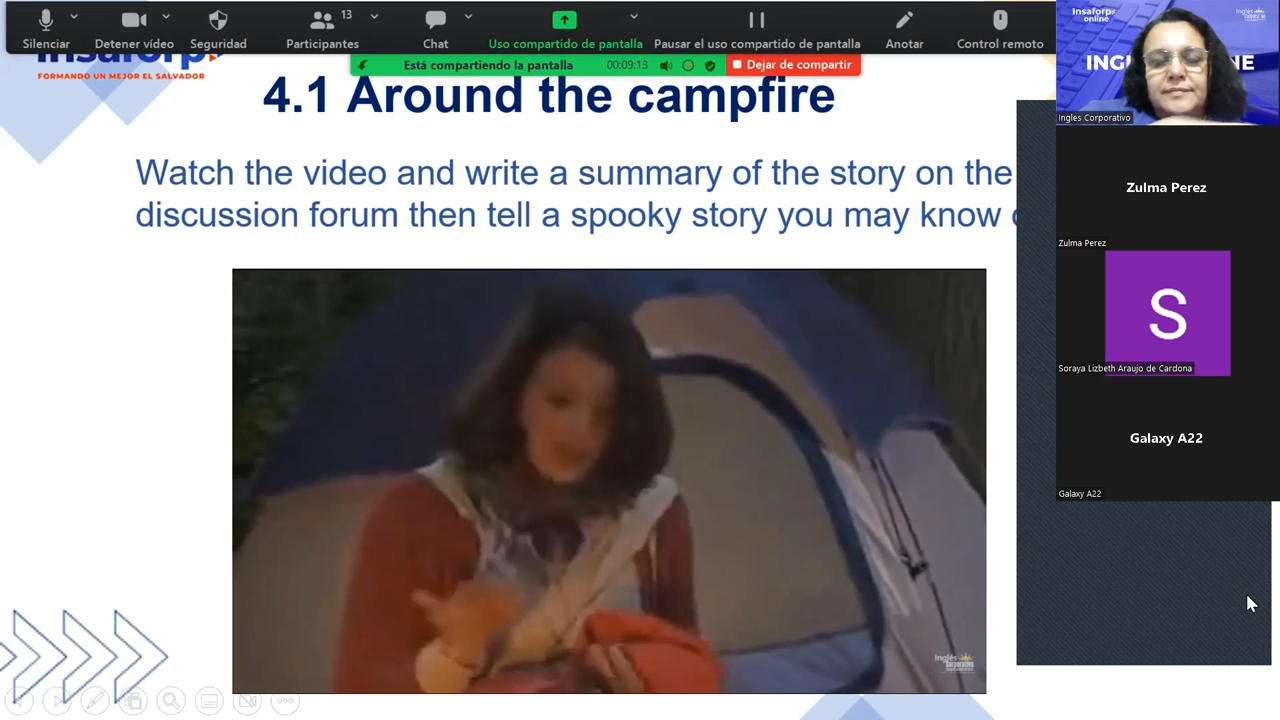 Silenciar
Detener vídeo
Seguridad
13
Participantes
Chat
Uso compartido de pantalla
Pausar el uso compartido de pantalla
Anotar
Control remoto
Está compartiendo la pantalla
00:09:13
Dejar de compartir
FORMANDO UN MEJOR EL SALVADOR
4.1 Around the campfire
Watch the video and write a summary of the story on the
discussion forum then tell a spooky story you may know
Insaforp
online
Ingles Corporativo
Zulma Perez
Zulma Perez
S
Soraya Lizbeth Araujo de Cardona
Galaxy A22
Galaxy A22
Inglés
Corporativo